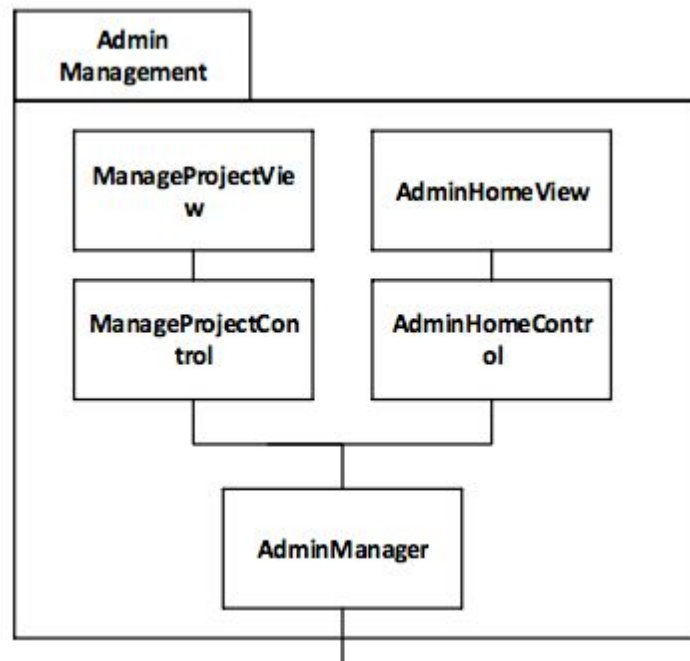 Admin
Management
ManageProjectVie
w
AdminHomeView
ManageProjectCon
trol
AdminHomeContr
ol
AdminManager